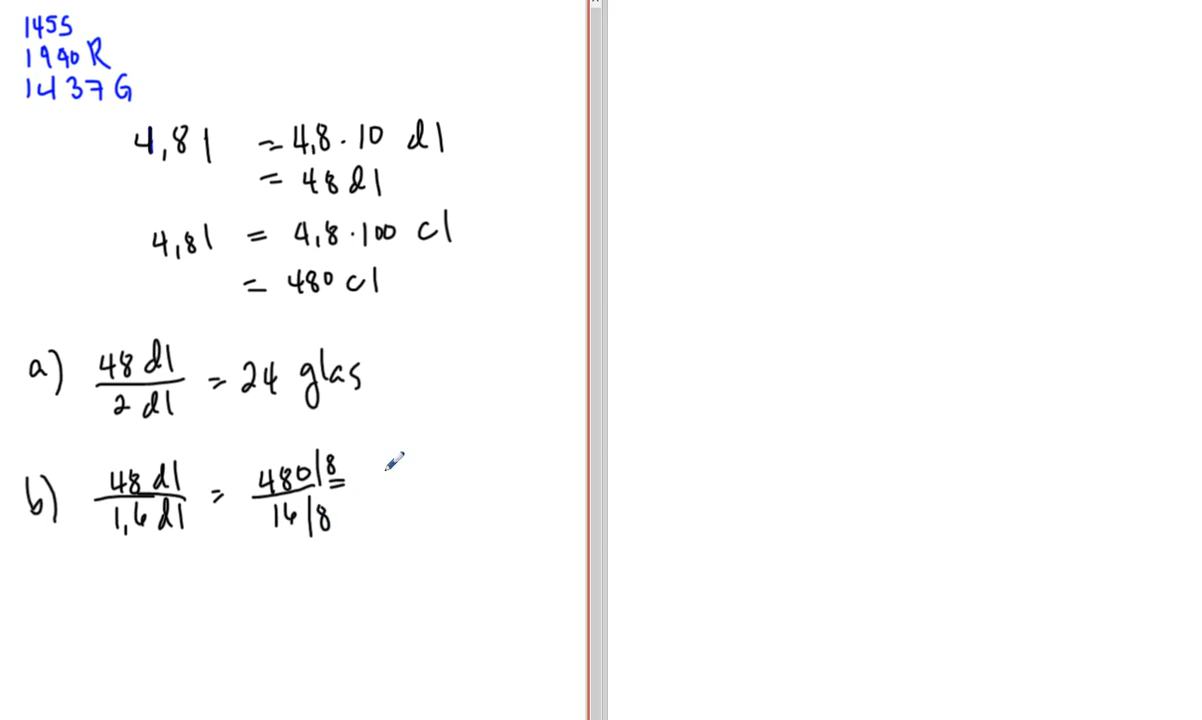 1455
1990 R
1437 G
4,8 l = 4,8 · 10 dl
= 48 dl
4,8 l = 4,8 · 100 cl
= 480 cl
a) 48 dl / 2 dl = 24 glas
b) 48 dl / 1,6 dl = 480/8 / 16/8